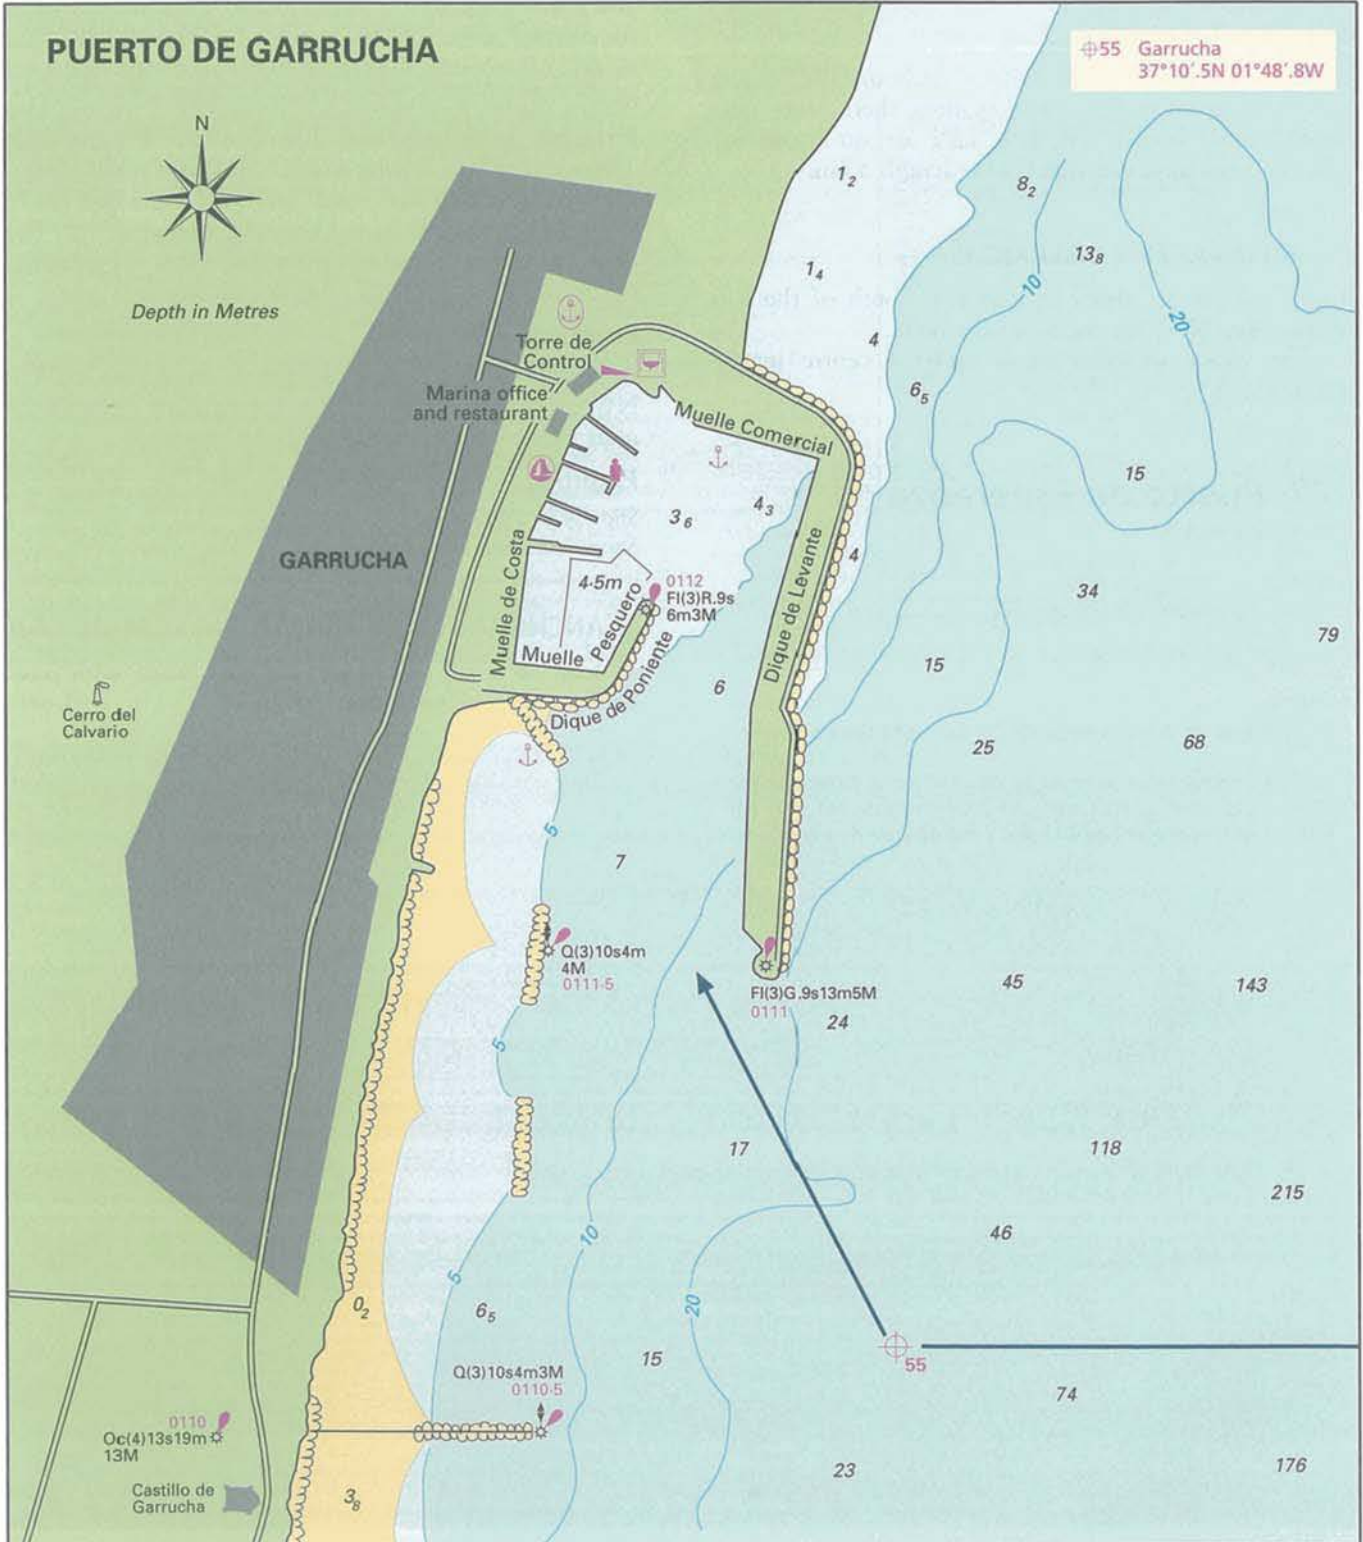 PUERTO DE GARRUCHA
55 Garrucha
37°10´.5N 01°48´.8W
N
Depth in Metres
1₂
8₂
13₈
1₄
10
20
4
6₅
Torre de
Control
Marina office
and restaurant
Muelle Comercial
15
4₃
3₆
Muelle de Costa
Dique de Levante
4
GARRUCHA
4·5m
0112
Fl(3)R.9s
6m3M
34
79
Muelle
Pesquero
Dique de Poniente
15
6
Cerro del
Calvario
25
68
5
7
Q(3)10s4m
4M
0111·5
Fl(3)G.9s13m5M
0111
45
143
24
5
17
118
215
46
10
5
20
0₂
6₅
15
55
Q(3)10s4m3M
0110·5
74
0110
Oc(4)13s19m
13M
23
176
Castillo de
Garrucha
3₈